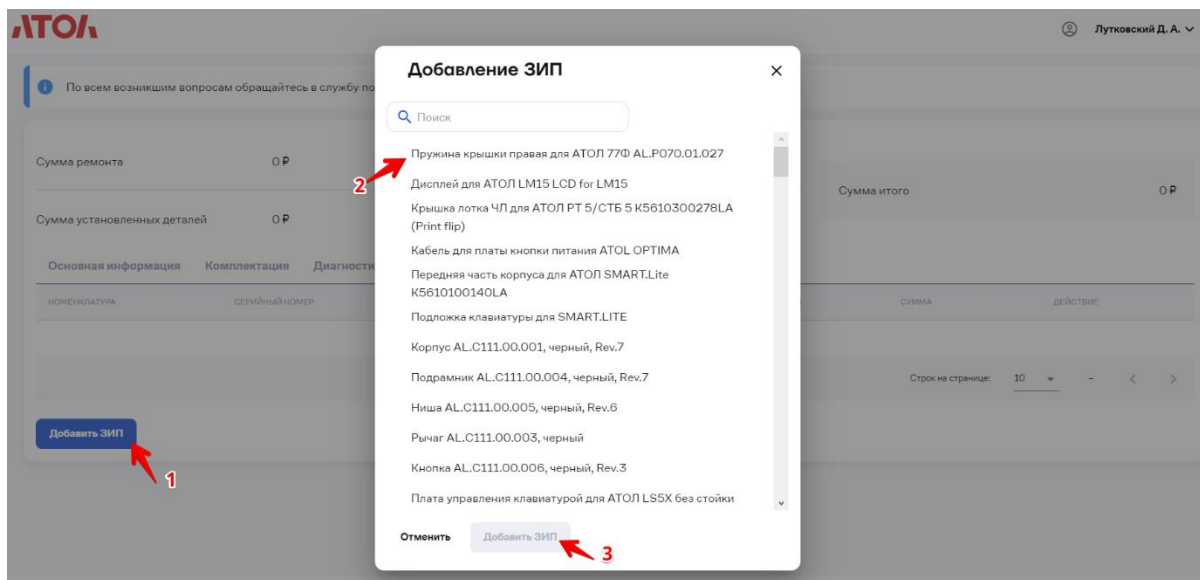 АТОЛ
Лутковский Д. А.
По всем возникшим вопросам обращайтесь в службу по
Сумма ремонта
0 ₽
Сумма установленных деталей
0 ₽
Сумма итого
0 ₽
Основная информация
Комплектация
Диагности
НОМЕНКЛАТУРА
СЕРИЙНЫЙ НОМЕР
СУММА
ДЕЙСТВИЕ
Строк на странице:
10
–
Добавить ЗИП
1
Добавление ЗИП
Поиск
2
Пружина крышки правая для АТОЛ 77Ф AL.P070.01.027
Дисплей для АТОЛ LM15 LCD for LM15
Крышка лотка ЧЛ для АТОЛ PT 5/СТБ 5 K5610300278LA
(Print flip)
Кабель для платы кнопки питания ATOL OPTIMA
Передняя часть корпуса для АТОЛ SMART.Lite
K5610100140LA
Подложка клавиатуры для SMART.LITE
Корпус AL.C111.00.001, черный, Rev.7
Подрамник AL.C111.00.004, черный, Rev.7
Ниша AL.C111.00.005, черный, Rev.6
Рычаг AL.C111.00.003, черный
Кнопка AL.C111.00.006, черный, Rev.3
Плата управления клавиатурой для АТОЛ LS5X без стойки
Отменить
Добавить ЗИП
3